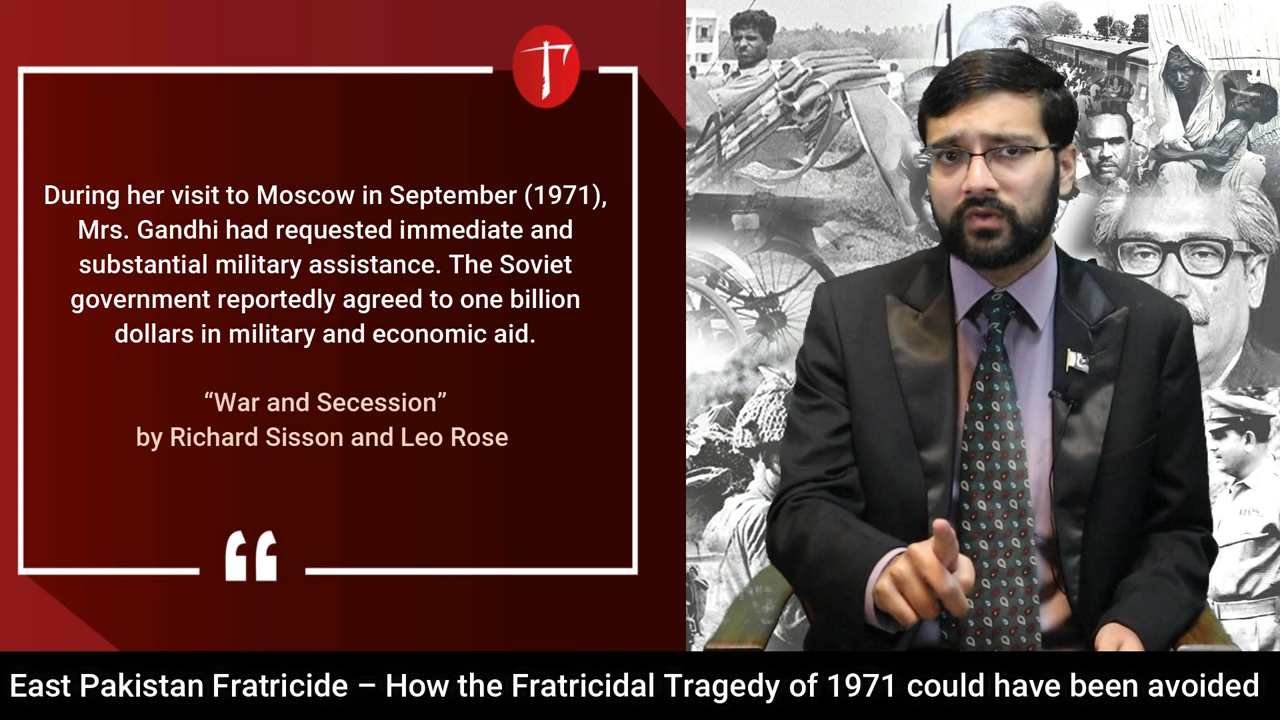 During her visit to Moscow in September (1971),
Mrs. Gandhi had requested immediate and
substantial military assistance. The Soviet
government reportedly agreed to one billion
dollars in military and economic aid.
“War and Secession”
by Richard Sisson and Leo Rose
“
East Pakistan Fratricide – How the Fratricidal Tragedy of 1971 could have been avoided